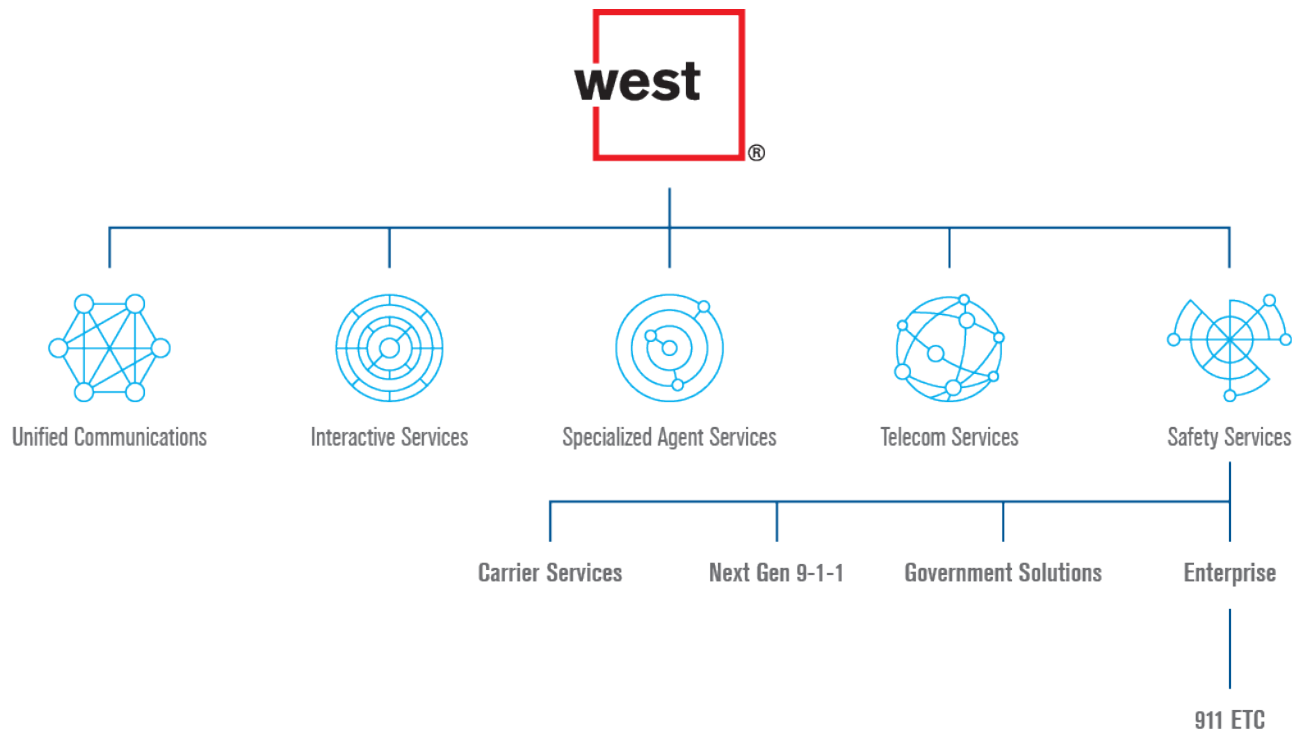 west
®
Unified Communications
Interactive Services
Specialized Agent Services
Telecom Services
Safety Services
Carrier Services
Next Gen 9-1-1
Government Solutions
Enterprise
911 ETC